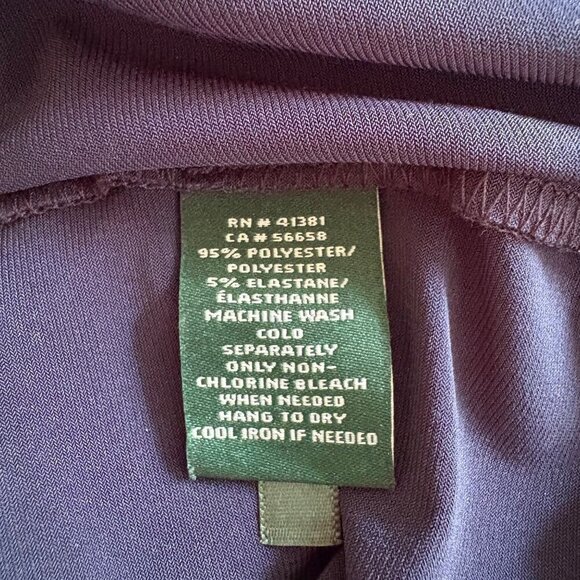 RN # 41381
CA # 56658
95% POLYESTER/
POLYESTER
5% ELASTANE/
ÉLASTHANNE
MACHINE WASH
COLD
SEPARATELY
ONLY NON-
CHLORINE BLEACH
WHEN NEEDED
HANG TO DRY
COOL IRON IF NEEDED